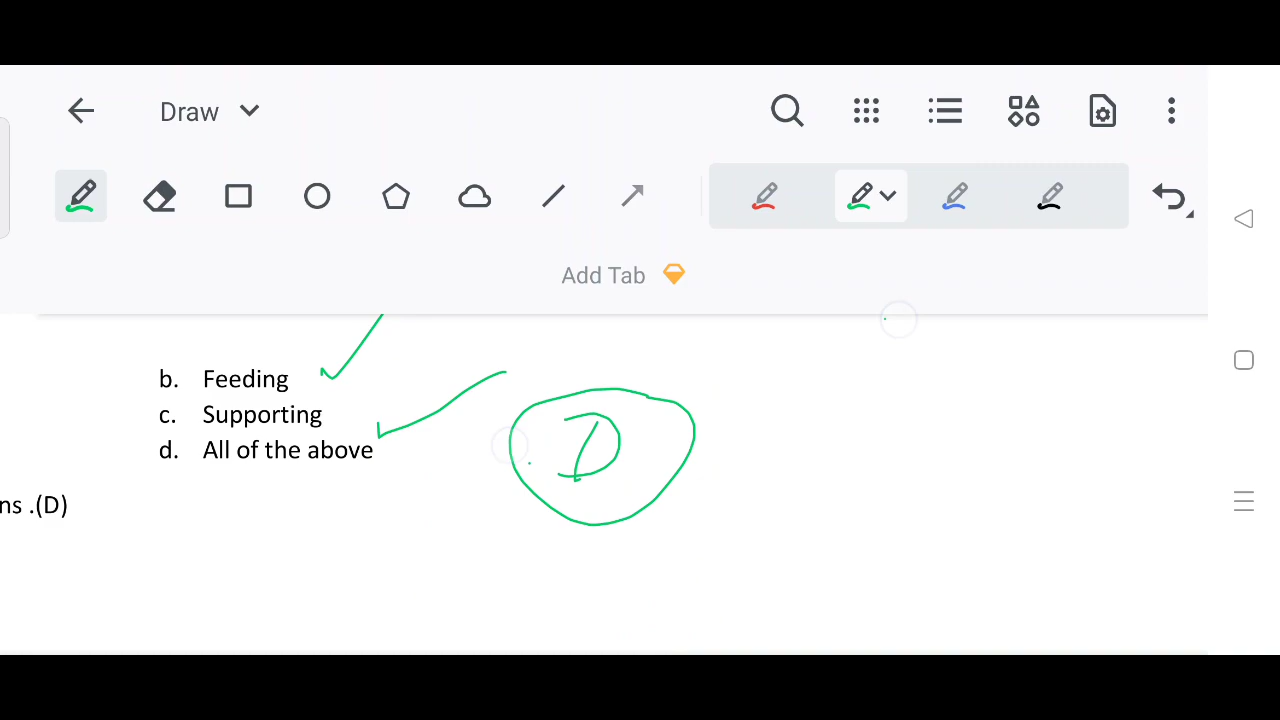 Draw
Add Tab
b. Feeding
c. Supporting
d. All of the above
D
ns .(D)